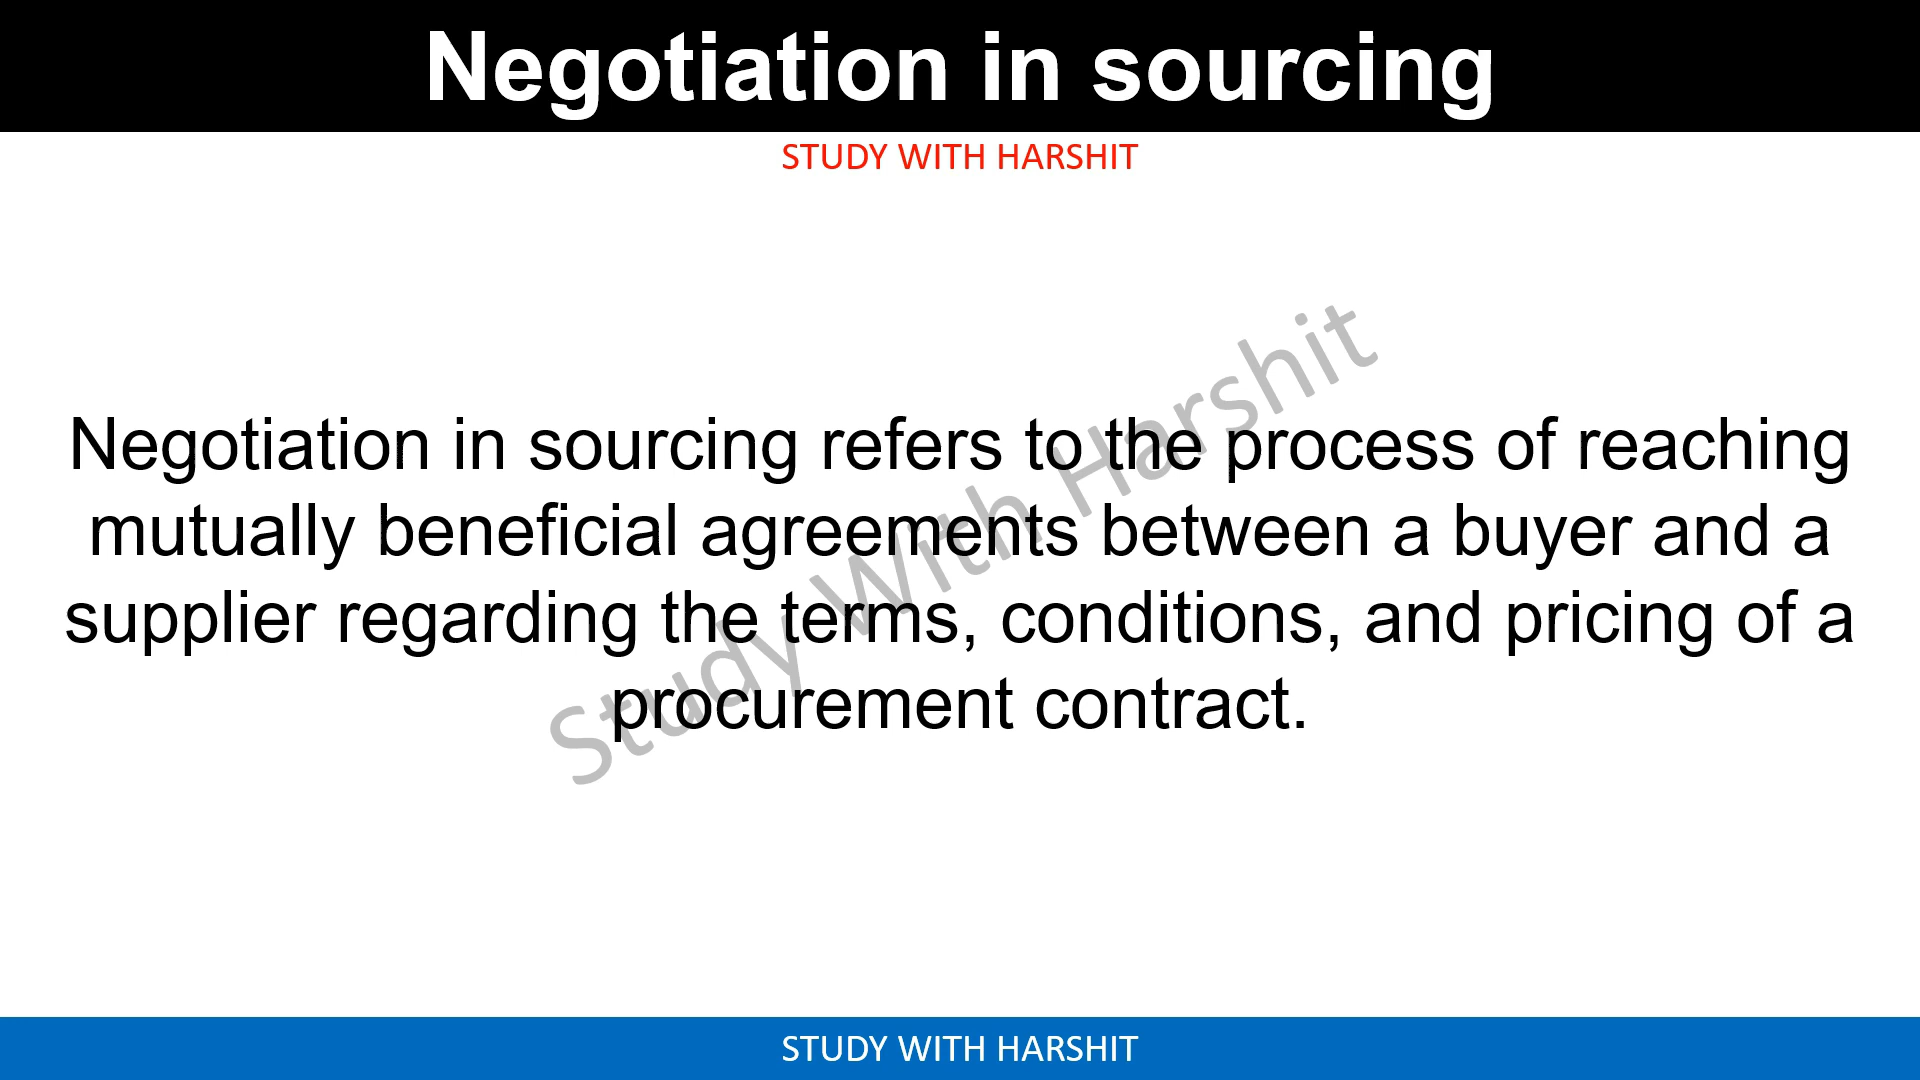 Negotiation in sourcing
STUDY WITH HARSHIT
Negotiation in sourcing refers to the process of reaching
mutually beneficial agreements between a buyer and a
supplier regarding the terms, conditions, and pricing of a
procurement contract.
Study With Harshit
STUDY WITH HARSHIT